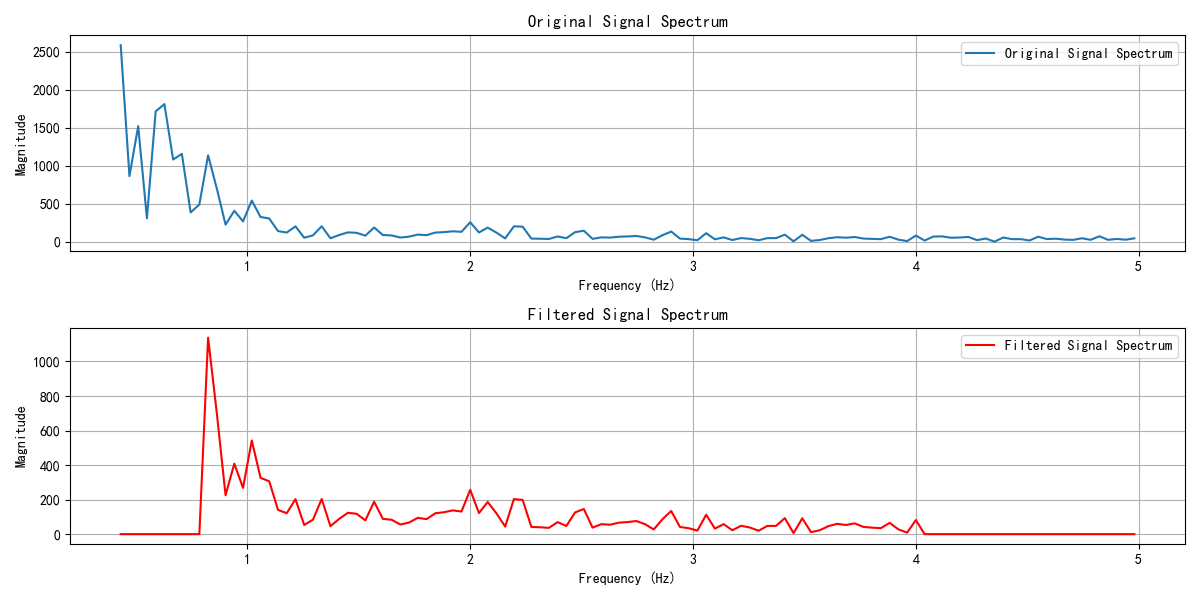 Original Signal Spectrum
Original Signal Spectrum
Magnitude
2500
2000
1500
1000
500
0
1
2
3
4
5
Frequency (Hz)
Filtered Signal Spectrum
Filtered Signal Spectrum
Magnitude
1000
800
600
400
200
0
1
2
3
4
5
Frequency (Hz)